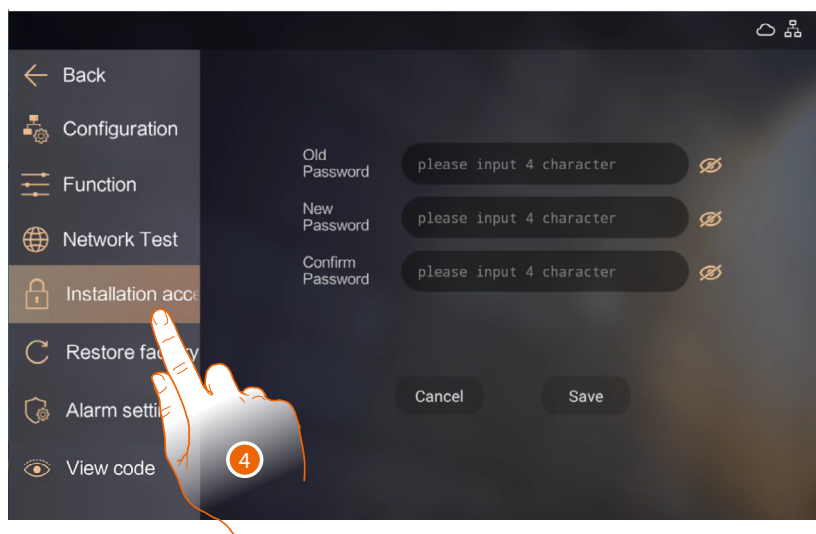 Back
Configuration
Function
Network Test
Installation acce
Restore fa
Alarm setti
View code
Old
Password
please input 4 character
New
Password
please input 4 character
Confirm
Password
please input 4 character
Cancel
Save
4